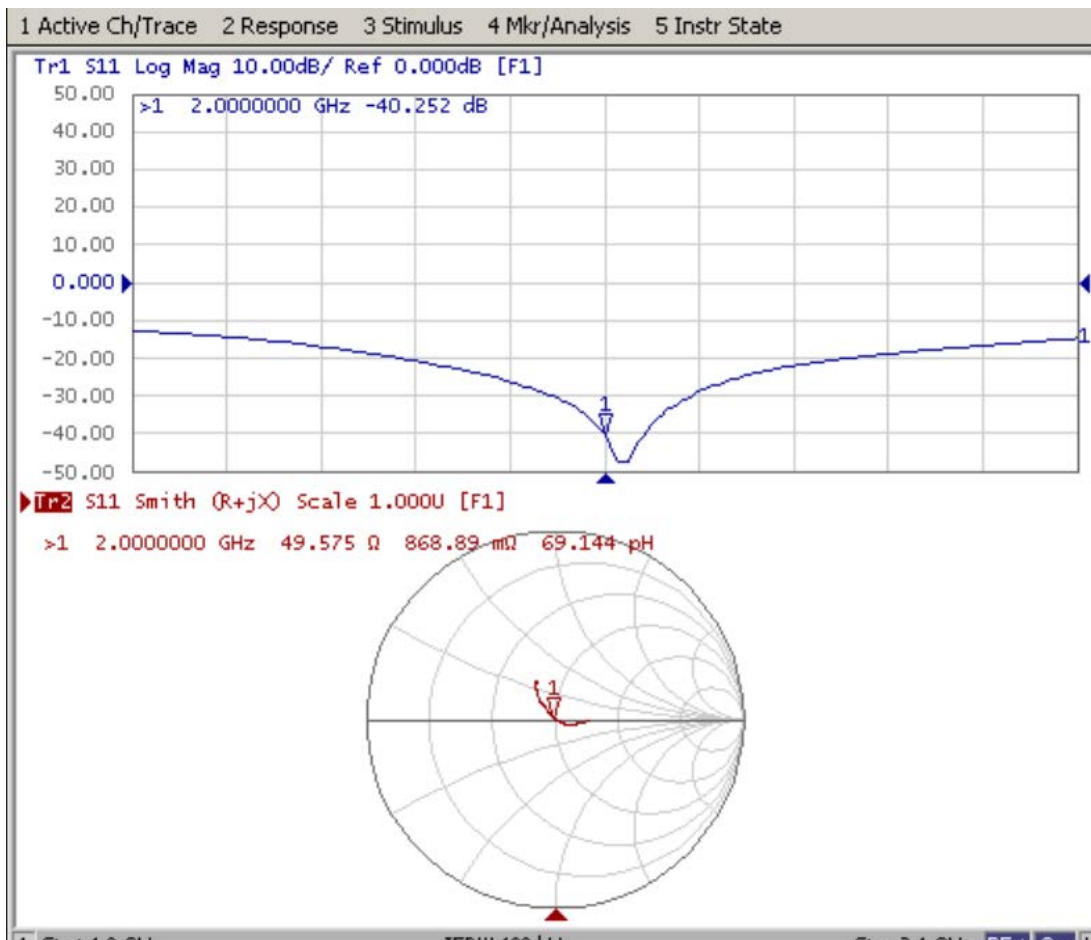 1 Active Ch/Trace 2 Response 3 Stimulus 4 Mkr/Analysis 5 Instr State
Tr1 S11 Log Mag 10.00dB/ Ref 0.000dB [F1]
50.00
>1 2.0000000 GHz -40.252 dB
40.00
30.00
20.00
10.00
0.000
-10.00
1
-20.00
-30.00
1
-40.00
-50.00
Tr2 S11 Smith (R+jX) Scale 1.000U [F1]
>1 2.0000000 GHz 49.575 Ω 868.89 mΩ 69.144 pH
1